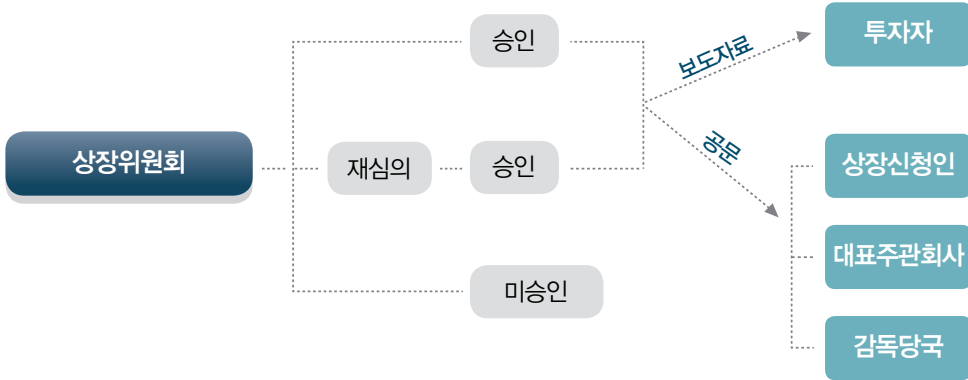 투자자
승인
보도자료
공문
상장위원회
재심의
승인
상장신청인
대표주관회사
미승인
감독당국